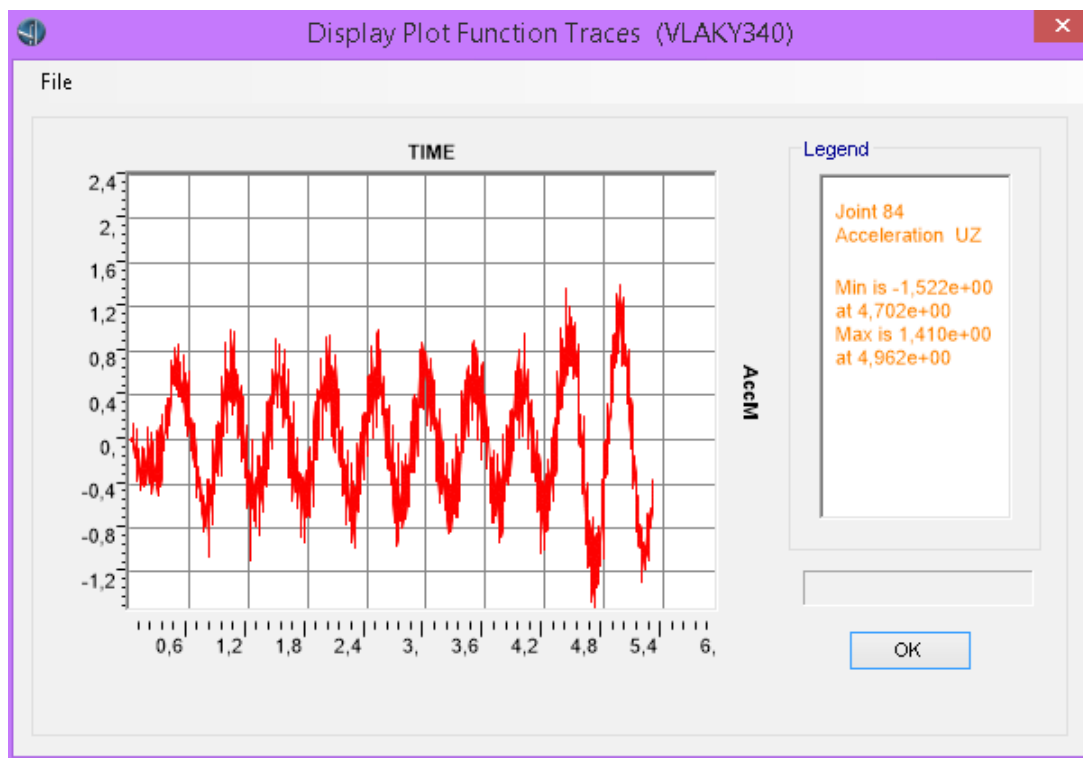 Display Plot Function Traces (VLAKY340)
File
TIME
2,4
2,
1,6
1,2
0,8
0,4
0,
-0,4
-0,8
-1,2
0,6 1,2 1,8 2,4 3, 3,6 4,2 4,8 5,4 6,
AccM
Legend
Joint 84
Acceleration UZ
Min is -1,522e+00
at 4,702e+00
Max is 1,410e+00
at 4,962e+00
OK